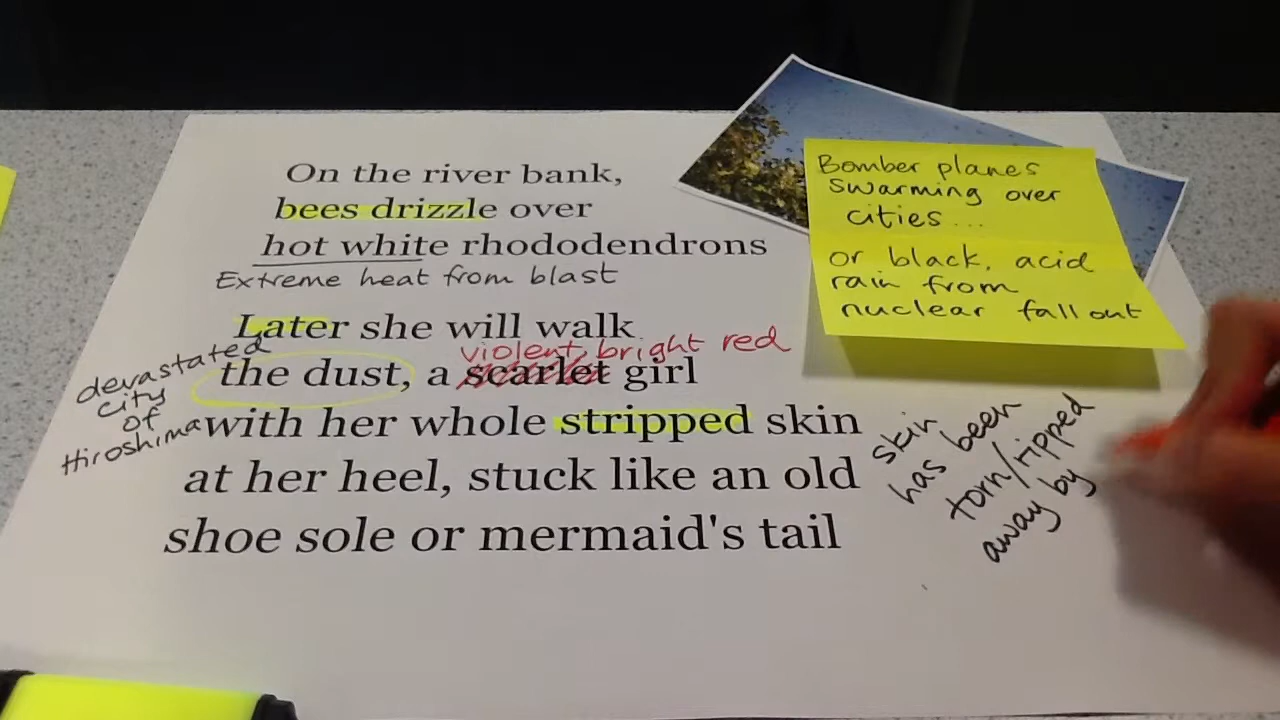 On the river bank,
bees drizzle over
hot white rhododendrons
Extreme heat from blast
Later she will walk
violent, bright red
the dust, a scarlet girl
with her whole stripped skin
at her heel, stuck like an old
shoe sole or mermaid's tail
devastated
city
of
Hiroshima
Bomber planes
swarming over
cities...
or black, acid
rain from
nuclear fall out
skin
has been
torn/ripped
away by